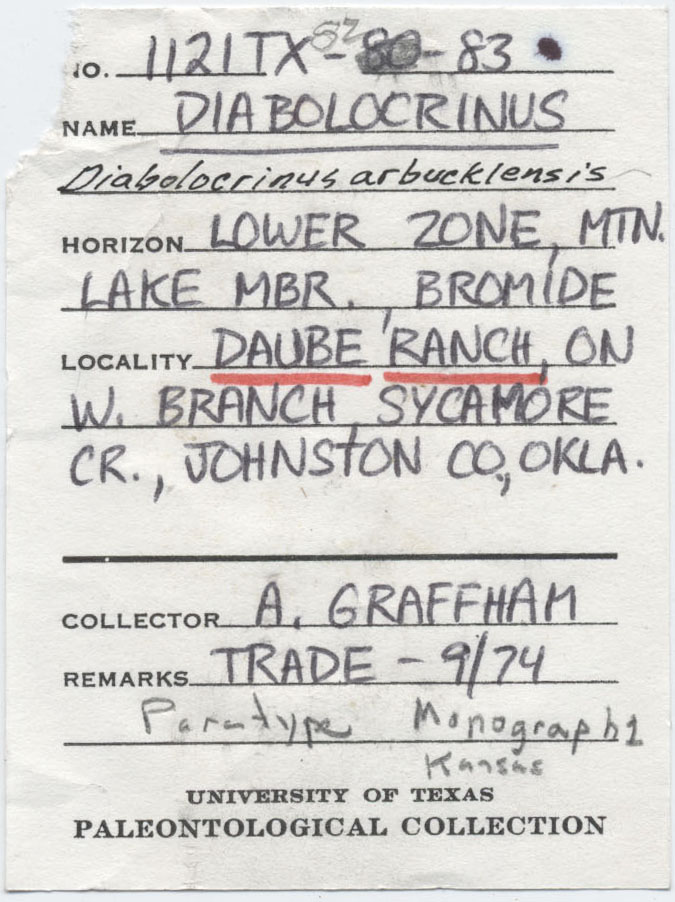 NO. 1121TX-82-83
NAME DIABOLOCRINUS
Diabolocrinus arbucklensis
HORIZON LOWER ZONE, MTN.
LAKE MBR., BROMIDE
LOCALITY DAUBE RANCH, ON
W. BRANCH SYCAMORE
CR., JOHNSTON CO., OKLA.
COLLECTOR A. GRAFFHAM
REMARKS TRADE - 9/74
Paratype Monograph 1
Kansas
UNIVERSITY OF TEXAS
PALEONTOLOGICAL COLLECTION